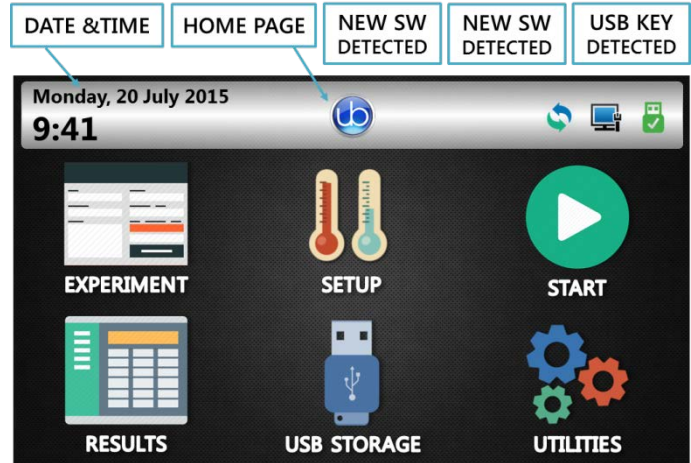 DATE &TIME
HOME PAGE
NEW SW
DETECTED
NEW SW
DETECTED
USB KEY
DETECTED
Monday, 20 July 2015
9:41
ub
EXPERIMENT
SETUP
START
RESULTS
USB STORAGE
UTILITIES